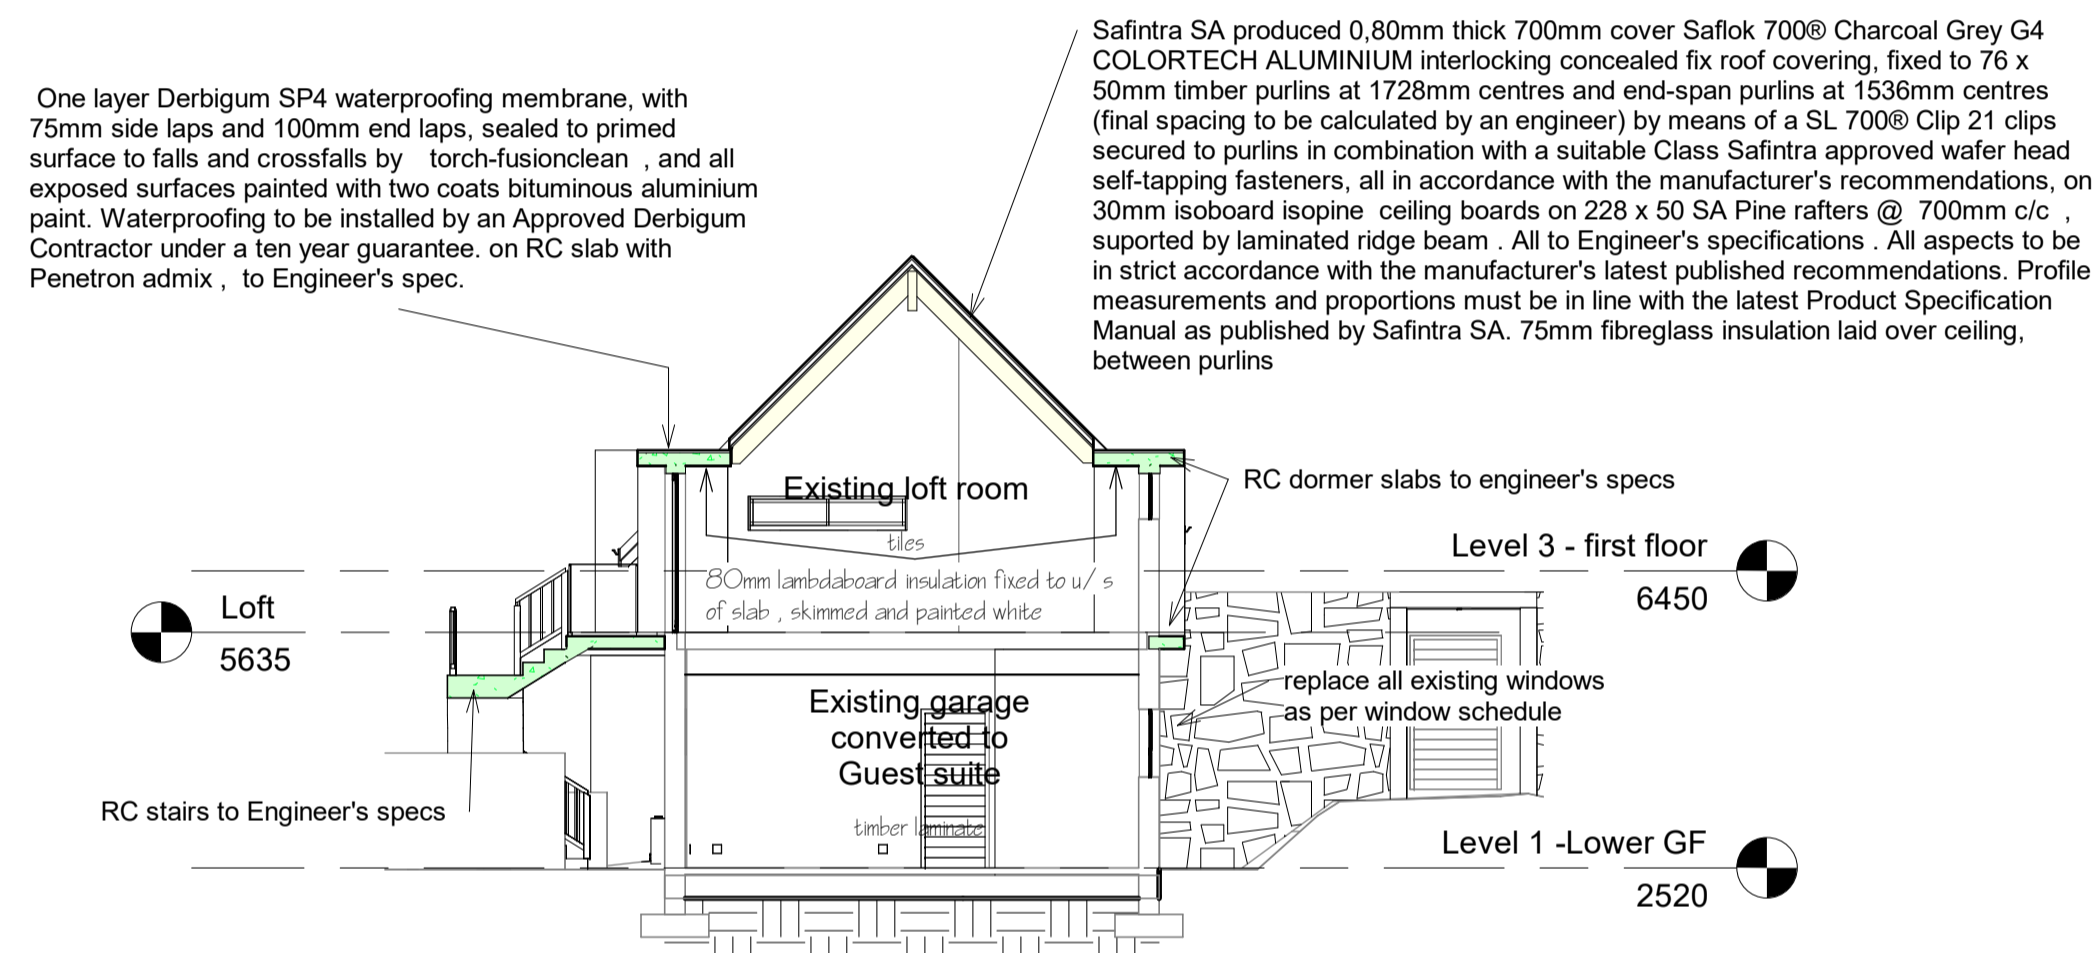 Safintra SA produced 0,80mm thick 700mm cover Saflok 700® Charcoal Grey G4
COLORTECH ALUMINIUM interlocking concealed fix roof covering, fixed to 76 x
50mm timber purlins at 1728mm centres and end-span purlins at 1536mm centres
(final spacing to be calculated by an engineer) by means of a SL 700® Clip 21 clips
secured to purlins in combination with a suitable Class Safintra approved wafer head
self-tapping fasteners, all in accordance with the manufacturer's recommendations, on
30mm isoboard isopine ceiling boards on 228 x 50 SA Pine rafters @ 700mm c/c ,
suported by laminated ridge beam . All to Engineer's specifications . All aspects to be
in strict accordance with the manufacturer's latest published recommendations. Profile
measurements and proportions must be in line with the latest Product Specification
Manual as published by Safintra SA. 75mm fibreglass insulation laid over ceiling,
between purlins
One layer Derbigum SP4 waterproofing membrane, with
75mm side laps and 100mm end laps, sealed to primed
surface to falls and crossfalls by torch-fusionclean , and all
exposed surfaces painted with two coats bituminous aluminium
paint. Waterproofing to be installed by an Approved Derbigum
Contractor under a ten year guarantee. on RC slab with
Penetron admix , to Engineer's spec.
RC dormer slabs to engineer's specs
Existing loft room
tiles
80mm lambdaboard insulation fixed to u/ s
of slab , skimmed and painted white
Level 3 - first floor
6450
Loft
5635
replace all existing windows
as per window schedule
Existing garage
converted to
Guest suite
timber laminate
RC stairs to Engineer's specs
Level 1 -Lower GF
2520